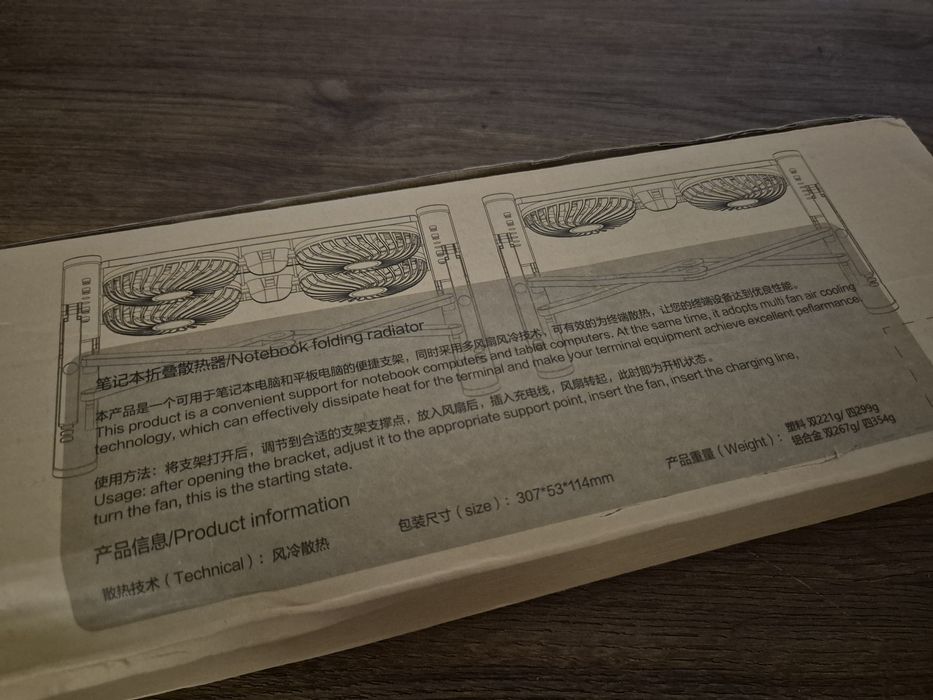 笔记本折叠散热器/Notebook folding radiator
本产品是一个可用于笔记本电脑和平板电脑的便捷支架，同时采用多风扇风冷技术，可有效的为终端散热，让您的终端设备达到优良性能。
This product is a convenient support for notebook computers and tablet computers. At the same time, it adopts multi fan air cooling
technology, which can effectively dissipate heat for the terminal and make your terminal equipment achieve excellent peflarmance.
使用方法：将支架打开后，调节到合适的支架支撑点，放入风扇后，插入充电线，风扇转起，此时即为开机状态。
Usage: after opening the bracket, adjust it to the appropriate support point, insert the fan, insert the charging line,
turn the fan, this is the starting state.
产品信息/Product information
散热技术（Technical）：风冷散热
包装尺寸（size）：307*53*114mm
产品重量（Weight）：
塑料 双221g/ 四299g
铝合金 双267g/ 四354g